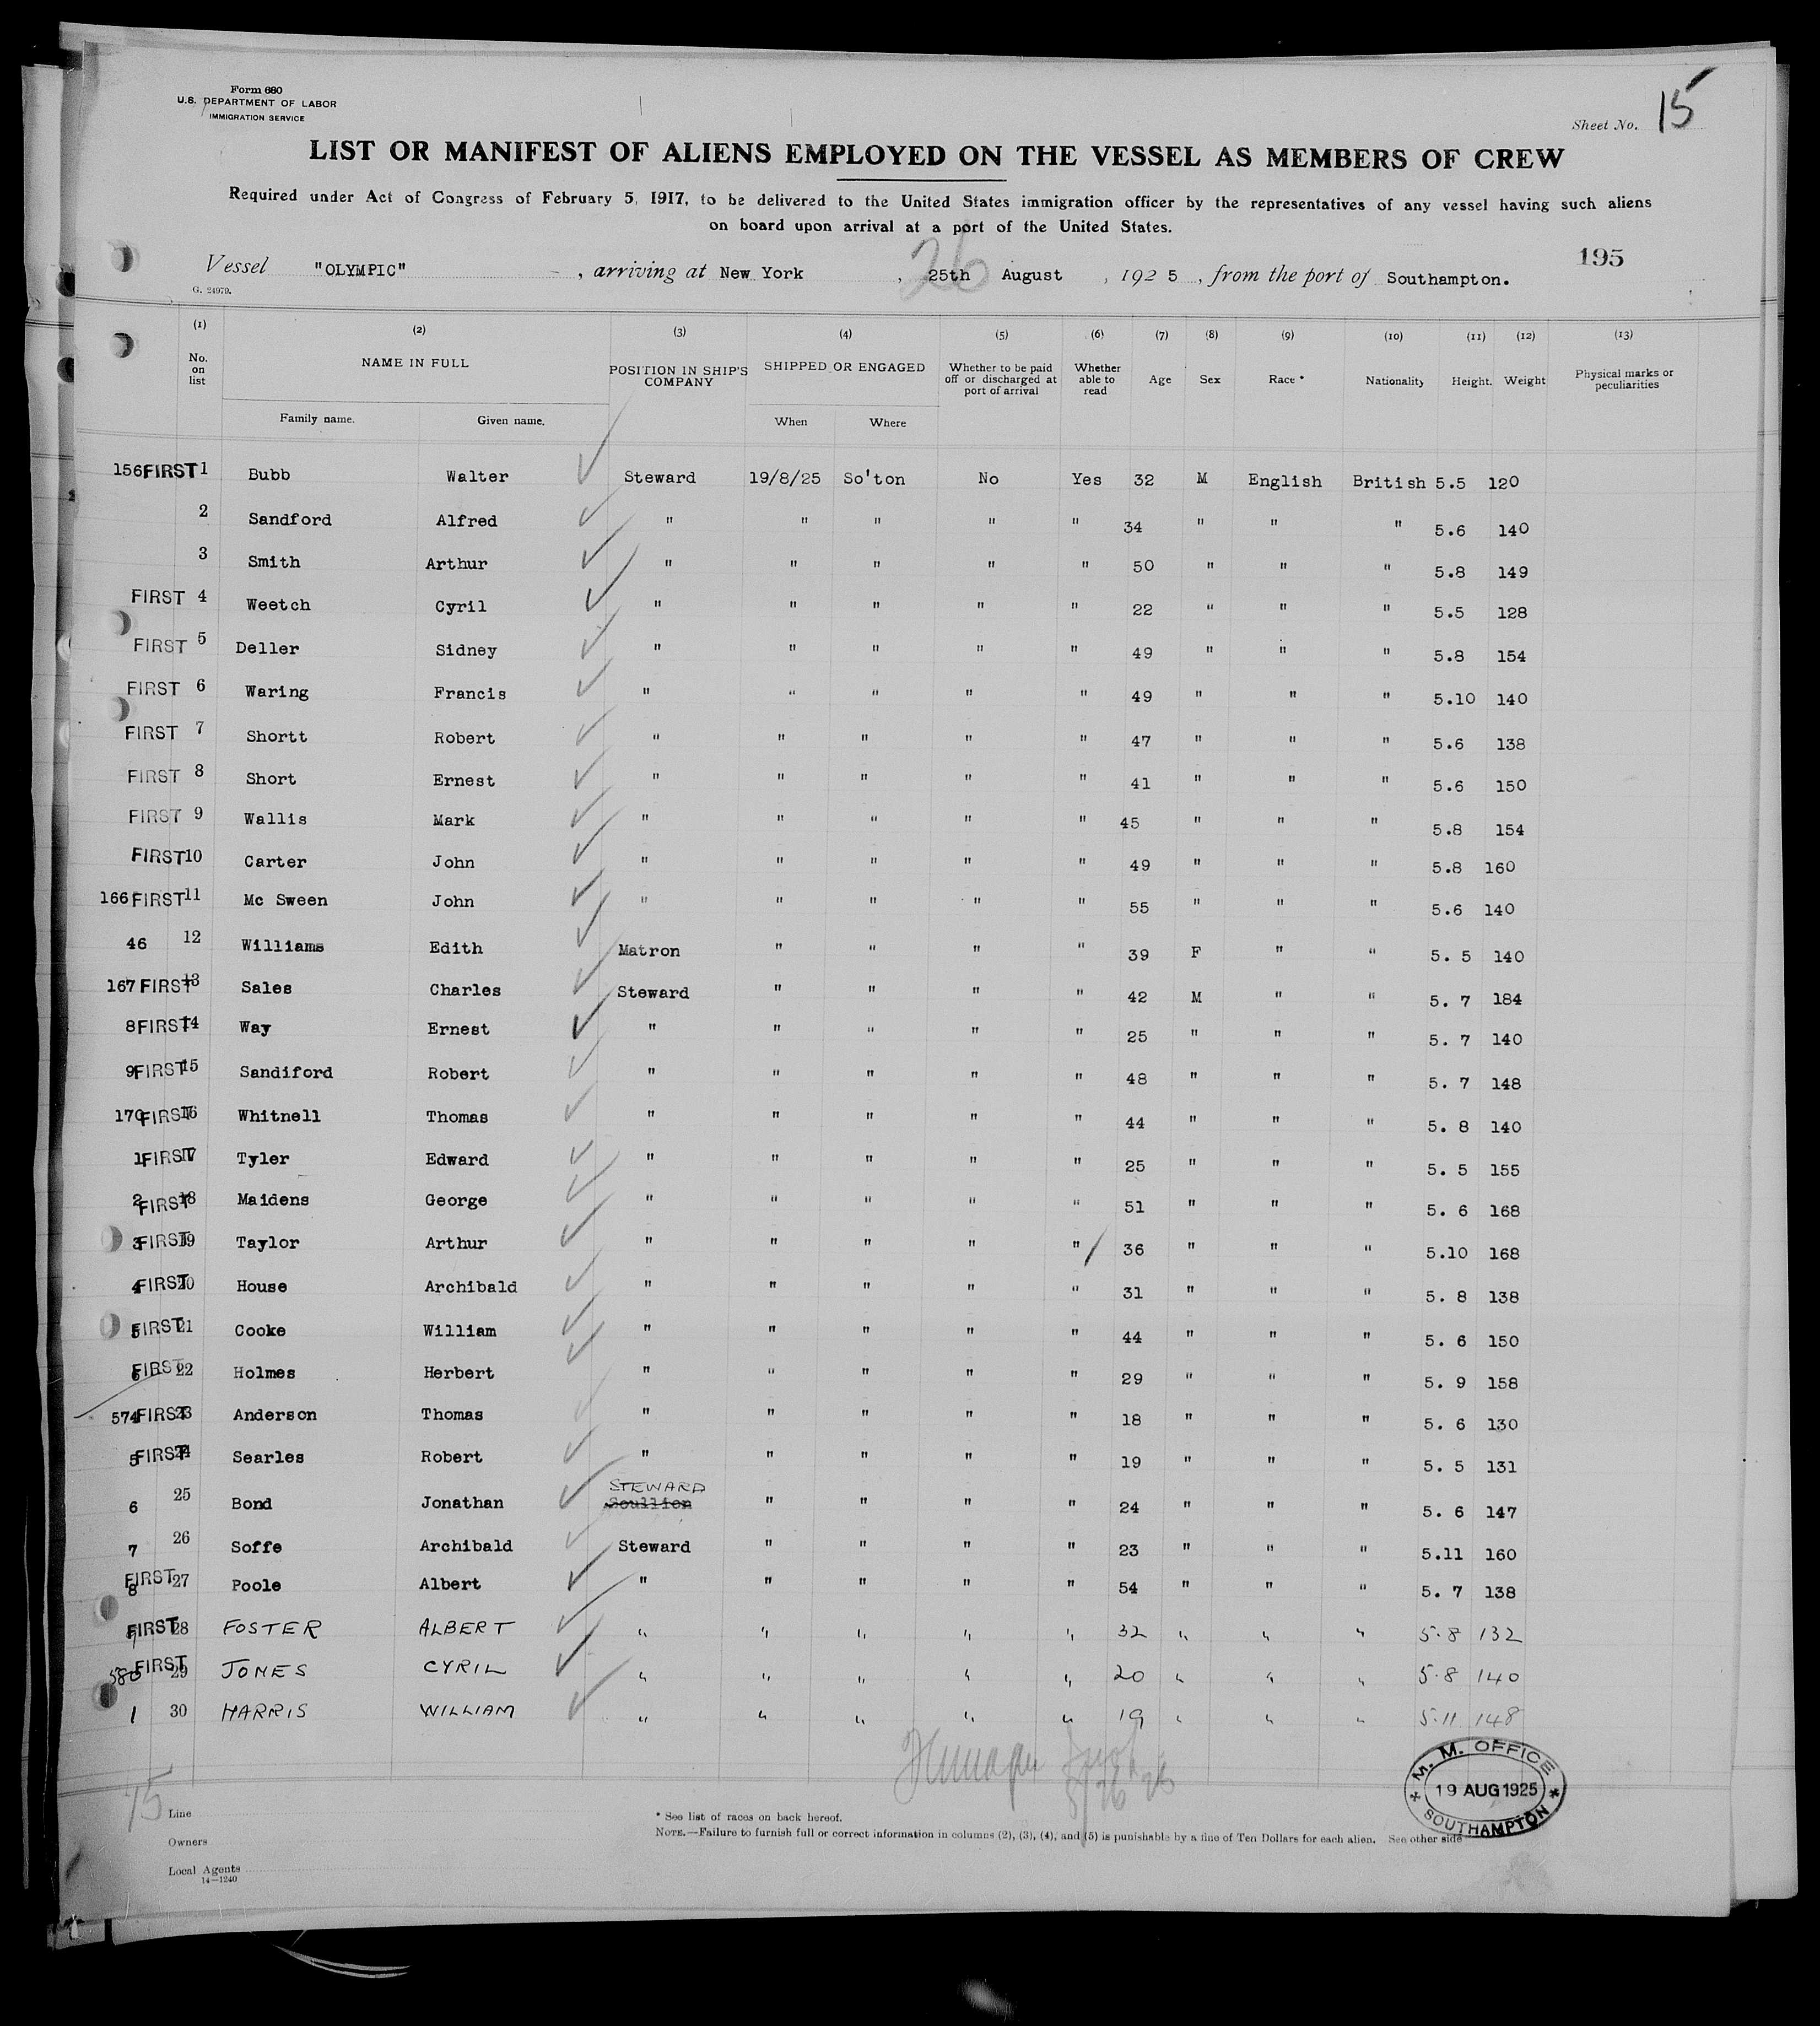 Form 680
U.S. DEPARTMENT OF LABOR
IMMIGRATION SERVICE
Sheet No. 15
LIST OR MANIFEST OF ALIENS EMPLOYED ON THE VESSEL AS MEMBERS OF CREW
Required under Act of Congress of February 5, 1917, to be delivered to the United States immigration officer by the representatives of any vessel having such aliens
on board upon arrival at a port of the United States.
195
Vessel "OLYMPIC", arriving at New York, 25th 26 August, 1925, from the port of Southampton.
G. 24979.
(1) (2) (3) (4) (5) (6) (7) (8) (9) (10) (11) (12) (13)
No. on list NAME IN FULL POSITION IN SHIP'S COMPANY SHIPPED OR ENGAGED Whether to be paid off or discharged at port of arrival Whether able to read Age Sex Race * Nationality Height. Weight Physical marks or peculiarities
Family name. Given name. When Where
156 FIRST 1 Bubb Walter Steward 19/8/25 So'ton No Yes 32 M English British 5.5 120
2 Sandford Alfred " " " " " 34 " " " 5.6 140
3 Smith Arthur " " " " " 50 " " " 5.8 149
FIRST 4 Weetch Cyril " " " " " 22 " " " 5.5 128
FIRST 5 Deller Sidney " " " " " 49 " " " 5.8 154
FIRST 6 Waring Francis " " " " " 49 " " " 5.10 140
FIRST 7 Shortt Robert " " " " " 47 " " " 5.6 138
FIRST 8 Short Ernest " " " " " 41 " " " 5.6 150
FIRST 9 Wallis Mark " " " " " 45 " " " 5.8 154
FIRST 10 Carter John " " " " " 49 " " " 5.8 160
166 FIRST 11 Mc Sween John " " " " " 55 " " " 5.6 140
46 12 Williams Edith Matron " " " " 39 F " " 5. 5 140
167 FIRST 13 Sales Charles Steward " " " " 42 M " " 5. 7 184
8 FIRST 14 Way Ernest " " " " " 25 " " " 5. 7 140
9 FIRST 15 Sandiford Robert " " " " " 48 " " " 5. 7 148
170 FIRST 16 Whitnell Thomas " " " " " 44 " " " 5. 8 140
1 FIRST 17 Tyler Edward " " " " " 25 " " " 5. 5 155
2 FIRST 18 Maidens George " " " " " 51 " " " 5. 6 168
3 FIRST 19 Taylor Arthur " " " " " 36 " " " 5.10 168
4 FIRST 20 House Archibald " " " " " 31 " " " 5. 8 138
5 FIRST 21 Cooke William " " " " " 44 " " " 5. 6 150
6 FIRST 22 Holmes Herbert " " " " " 29 " " " 5. 9 158
574 FIRST 23 Anderson Thomas " " " " " 18 " " " 5. 6 130
5 FIRST 24 Searles Robert " " " " " 19 " " " 5. 5 131
STEWARD
6 25 Bond Jonathan Scullion " " " " 24 " " " 5. 6 147
7 26 Soffe Archibald Steward " " " " 23 " " " 5.11 160
8 FIRST 27 Poole Albert " " " " " 54 " " " 5. 7 138
9 FIRST 28 FOSTER ALBERT " " " " " 32 " " " 5.8 132
580 FIRST 29 JONES CYRIL " " " " " 20 " " " 5.8 140
1 30 HARRIS WILLIAM " " " " " 19 " " " 5.11 148
M. M. OFFICE
19 AUG 1925
SOUTHAMPTON
15
Line
Owners
Local Agents
14—1240
* See list of races on back hereof.
NOTE.—Failure to furnish full or correct information in columns (2), (3), (4), and (5) is punishable by a fine of Ten Dollars for each alien. See other side